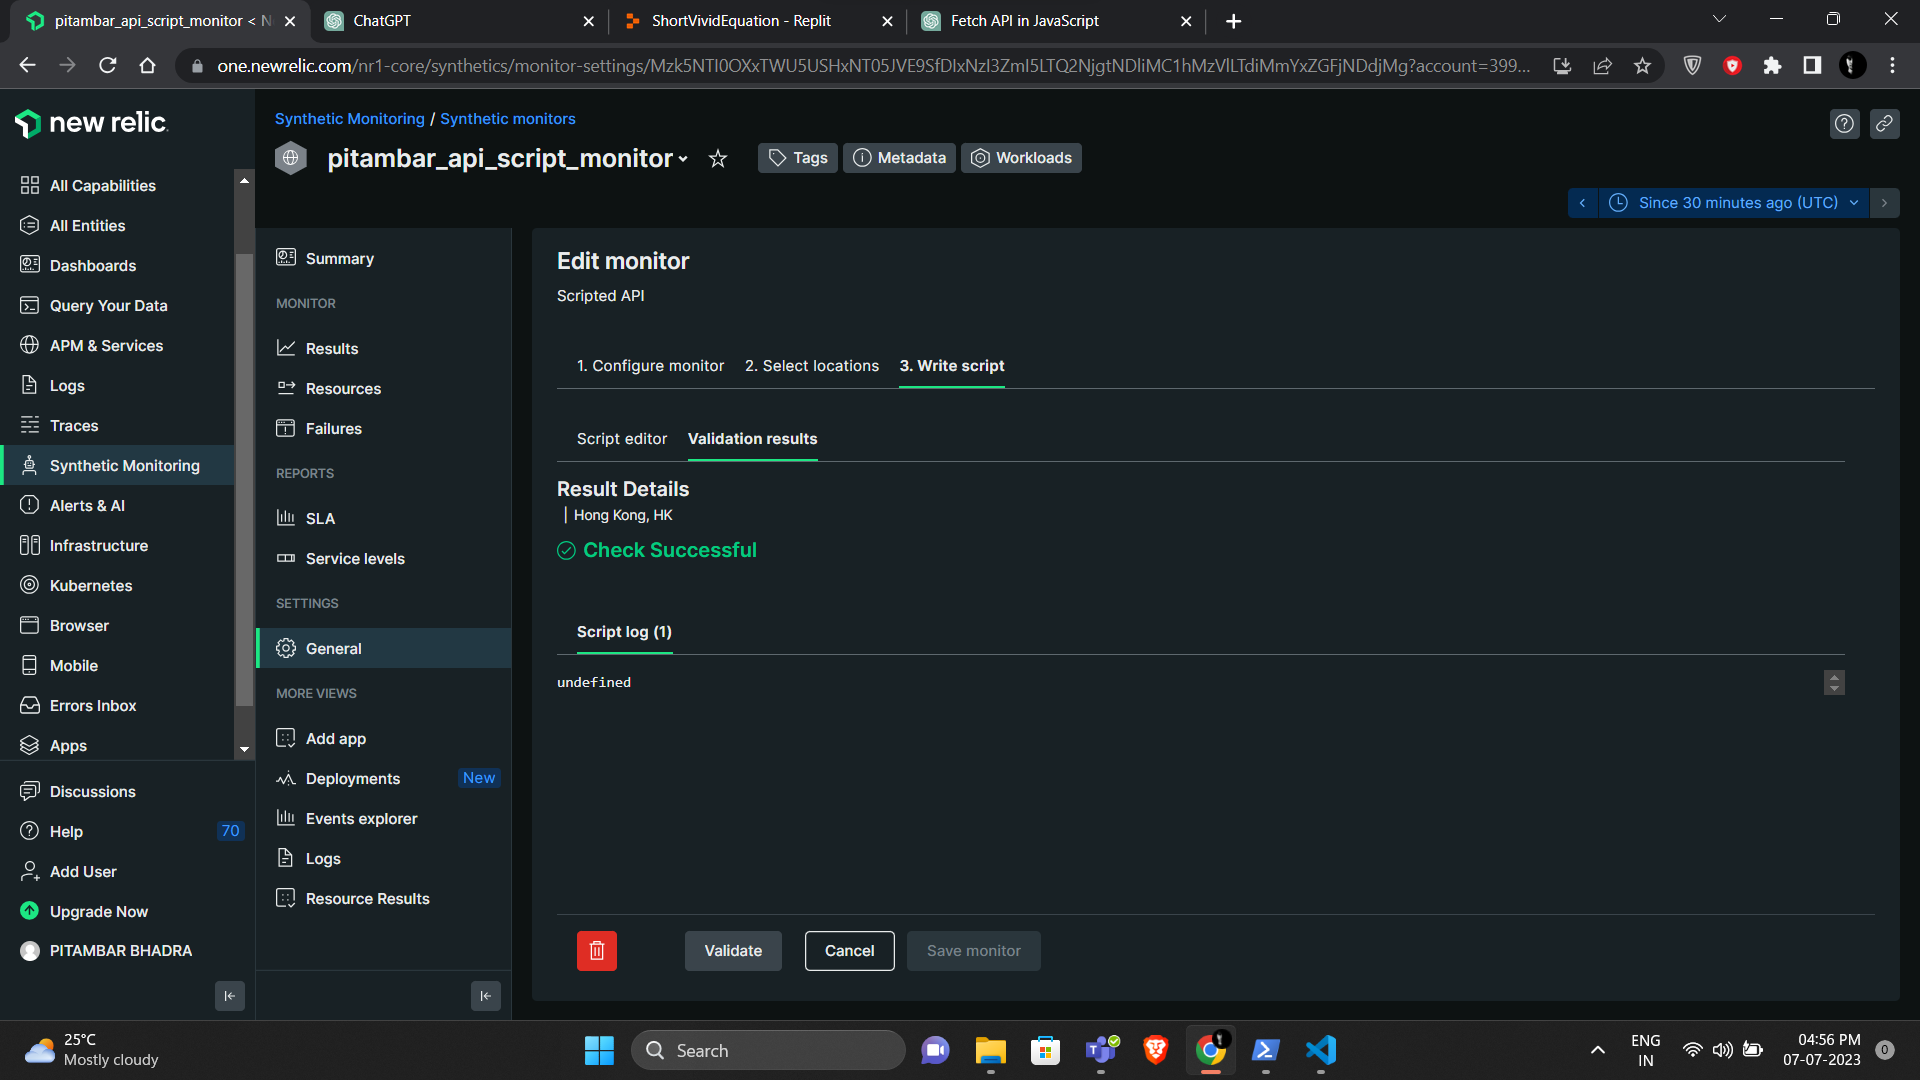 pitambar_api_script_monitor < N
ChatGPT
ShortVividEquation - Replit
Fetch API in JavaScript
one.newrelic.com/nr1-core/synthetics/monitor-settings/Mzk5NTI0OXxTWU5USHxNT05JVE9SfDIxNzI3ZmI5LTQ2NjgtNDliMC1hMzVlLTdiMmYxZGFjNDdjMg?account=399...
new relic
All Capabilities
All Entities
Dashboards
Query Your Data
APM & Services
Logs
Traces
Synthetic Monitoring
Alerts & AI
Infrastructure
Kubernetes
Browser
Mobile
Errors Inbox
Apps
Discussions
Help 70
Add User
Upgrade Now
PITAMBAR BHADRA
Synthetic Monitoring / Synthetic monitors
pitambar_api_script_monitor
Tags
Metadata
Workloads
Since 30 minutes ago (UTC)
Summary
MONITOR
Results
Resources
Failures
REPORTS
SLA
Service levels
SETTINGS
General
MORE VIEWS
Add app
Deployments New
Events explorer
Logs
Resource Results
Edit monitor
Scripted API
1. Configure monitor 2. Select locations 3. Write script
Script editor Validation results
Result Details
| Hong Kong, HK
Check Successful
Script log (1)
undefined
Validate
Cancel
Save monitor
25°C
Mostly cloudy
Search
ENG
IN
04:56 PM
07-07-2023
0